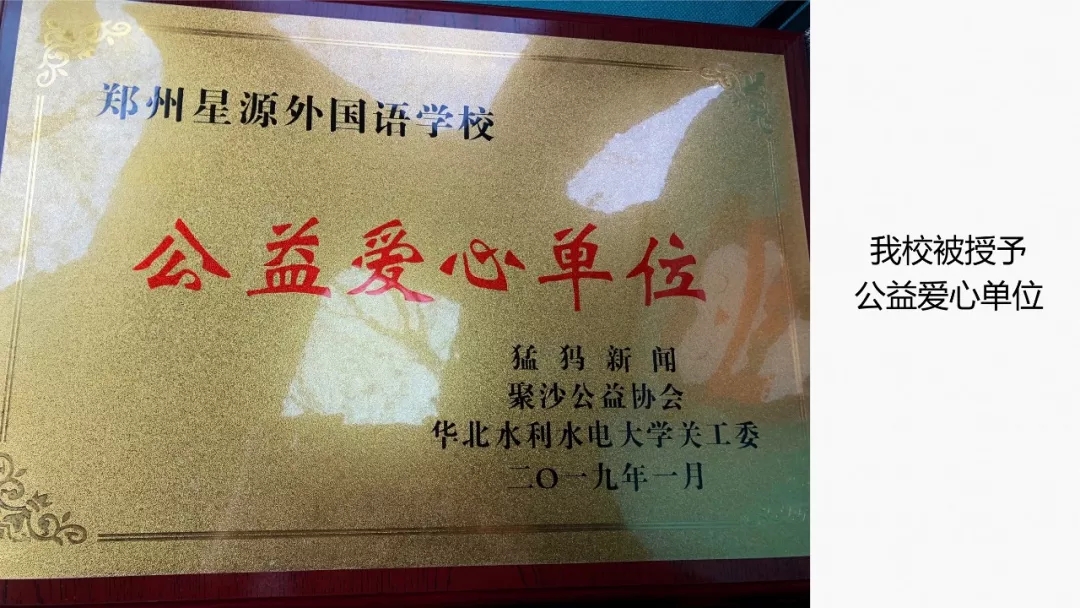 郑州星源外国语学校
公益爱心单位
猛犸新闻
聚沙公益协会
华北水利水电大学关工委
二〇一九年一月
我校被授予
公益爱心单位